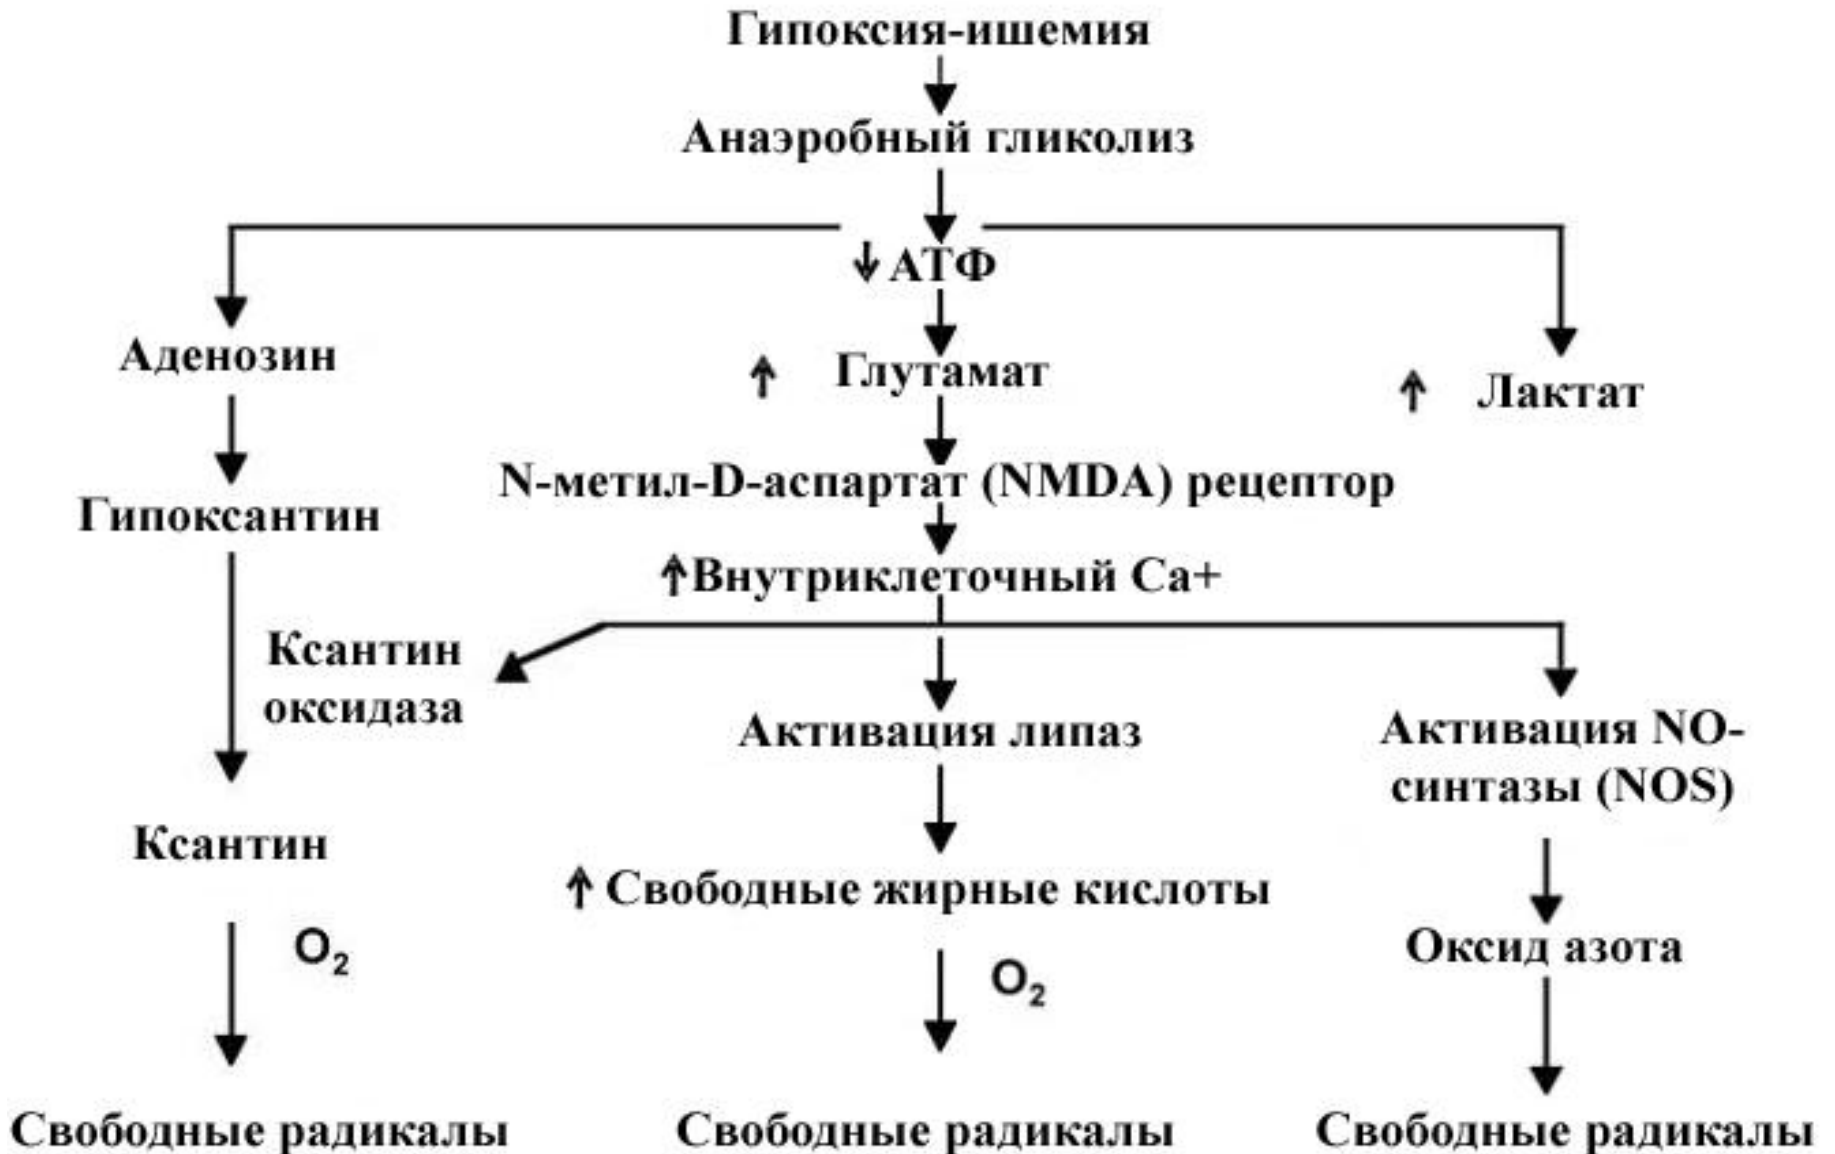 Гипоксия-ишемия
Анаэробный гликолиз
↓ АТФ
Аденозин
↑ Глутамат
↑ Лактат
N-метил-D-аспартат (NMDA) рецептор
Гипоксантин
↑Внутриклеточный Ca+
Ксантин
оксидаза
Активация липаз
Активация NO-
синтазы (NOS)
Ксантин
↑ Свободные жирные кислоты
O₂
O₂
Оксид азота
Свободные радикалы
Свободные радикалы
Свободные радикалы